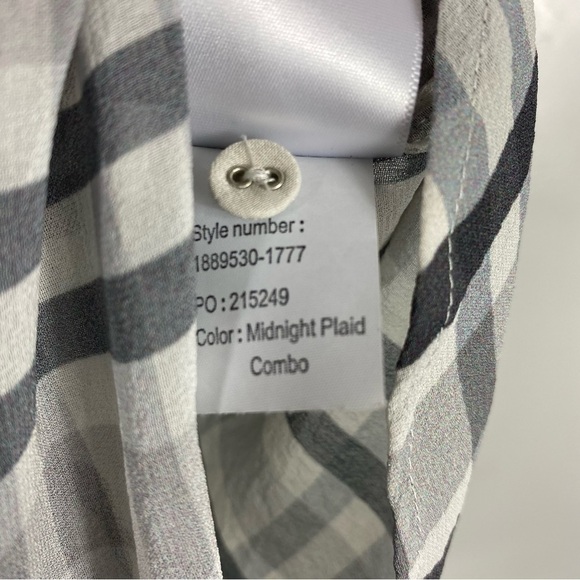 Style number :
1889530-1777
PO : 215249
Color : Midnight Plaid
Combo